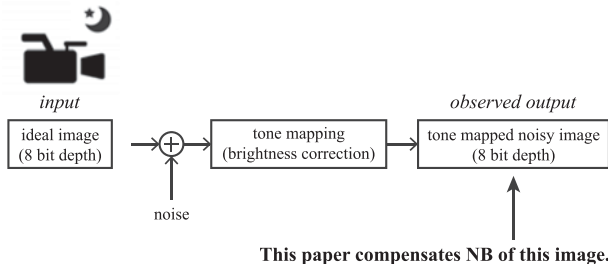 input
ideal image
(8 bit depth)
noise
tone mapping
(brightness correction)
observed output
tone mapped noisy image
(8 bit depth)
This paper compensates NB of this image.